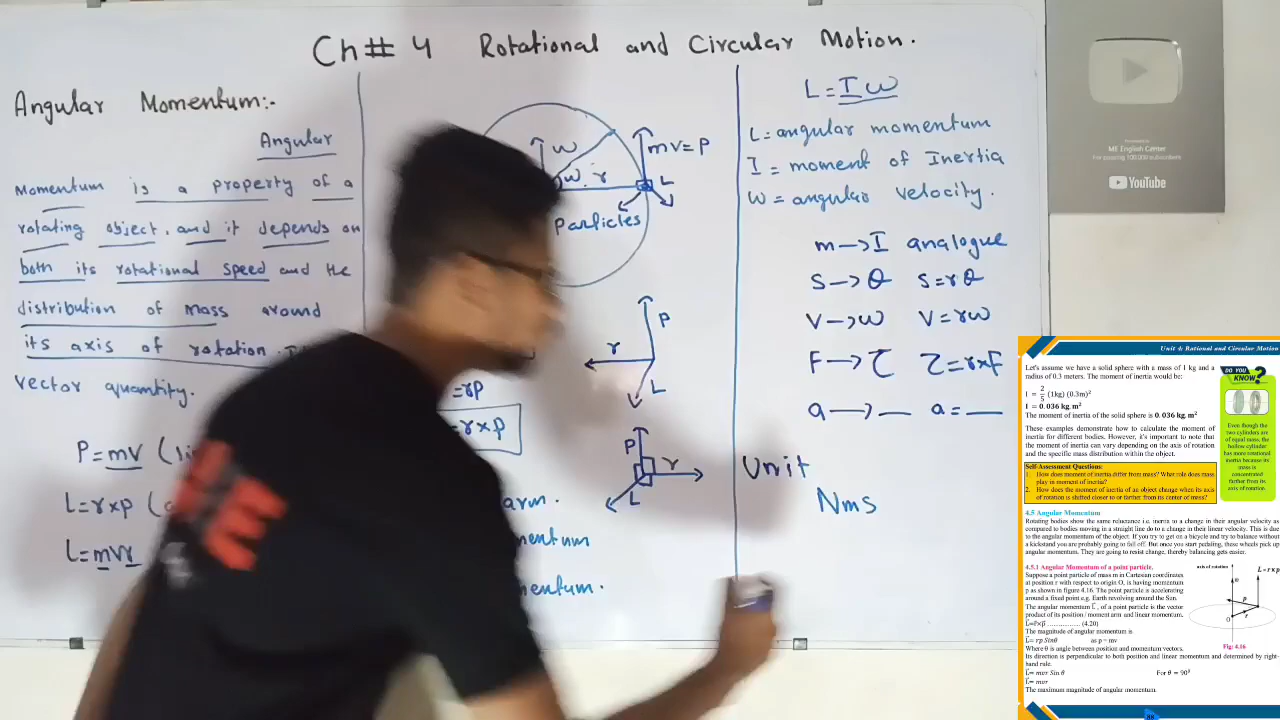 Ch# 4 Rotational and Circular Motion.
Angular Momentum:-
Angular
Momentum is a property of a
rotating object, and it depends on
both its rotational speed and the
distribution of mass around
its axis of rotation.
vector quantity.
P=mv
L=r×p
L=mvr
ω
ω r
mv=P
L
particles
P
r
L
=rp
=r×p
P
r
L
orm.
mentum
mentum.
L = I ω
L = angular momentum
I = moment of Inertia
ω = angular velocity.
m→I analogue
S→θ S=rθ
V→ω V=rω
F→τ τ=r×F
a→__ a=__
Unit
Nms
Presented to
MK English Center
For passing 100,000 subscribers
YouTube
Unit 4: Rational and Circular Motion
Let's assume we have a solid sphere with a mass of 1 kg and a
radius of 0.3 meters. The moment of inertia would be:
I = 2/5 (1kg) (0.3m)²
I = 0.036 kg.m²
The moment of inertia of the solid sphere is 0.036 kg.m²
These examples demonstrate how to calculate the moment of
inertia for different bodies. However, it's important to note that
the moment of inertia can vary depending on the axis of rotation
and the specific mass distribution within the object.
Self-Assessment Questions:
1. How does moment of inertia differ from mass? What role does mass
play in moment of inertia?
2. How does the moment of inertia of an object change when its axis
of rotation is shifted closer to or farther from its center of mass?
DO YOU
KNOW?
Even though the
two cylinders are
of equal mass, the
hollow cylinder
has more rotational
inertia because its
mass is
concentrated
farther from its
axis of rotation.
4.5 Angular Momentum
Rotating bodies show the same reluctance i.e. inertia to a change in their angular velocity as
compared to bodies moving in a straight line do to a change in their linear velocity. This is due
to the angular momentum of the object: If you try to get on a bicycle and try to balance without
a kickstand you are probably going to fall off. But once you start pedaling, these wheels pick up
angular momentum. They are going to resist change, thereby balancing gets easier.
4.5.1 Angular Momentum of a point particle.
Suppose a point particle of mass m in Cartesian coordinates
at position r with respect to origin O, is having momentum
p as shown in figure 4.16. The point particle is accelerating
around a fixed point e.g. Earth revolving around the Sun.
The angular momentum L, of a point particle is the vector
product of its position / moment arm and linear momentum.
L=r×p ................. (4.20)
The magnitude of angular momentum is
L= rp Sinθ as p = mv
Where θ is angle between position and momentum vectors.
Its direction is perpendicular to both position and linear momentum and determined by right-
hand rule.
L= mvr Sin θ For θ = 90⁰
L= mvr
The maximum magnitude of angular momentum.
axis of rotation
L=r×p
P
r
O
Fig: 4.16